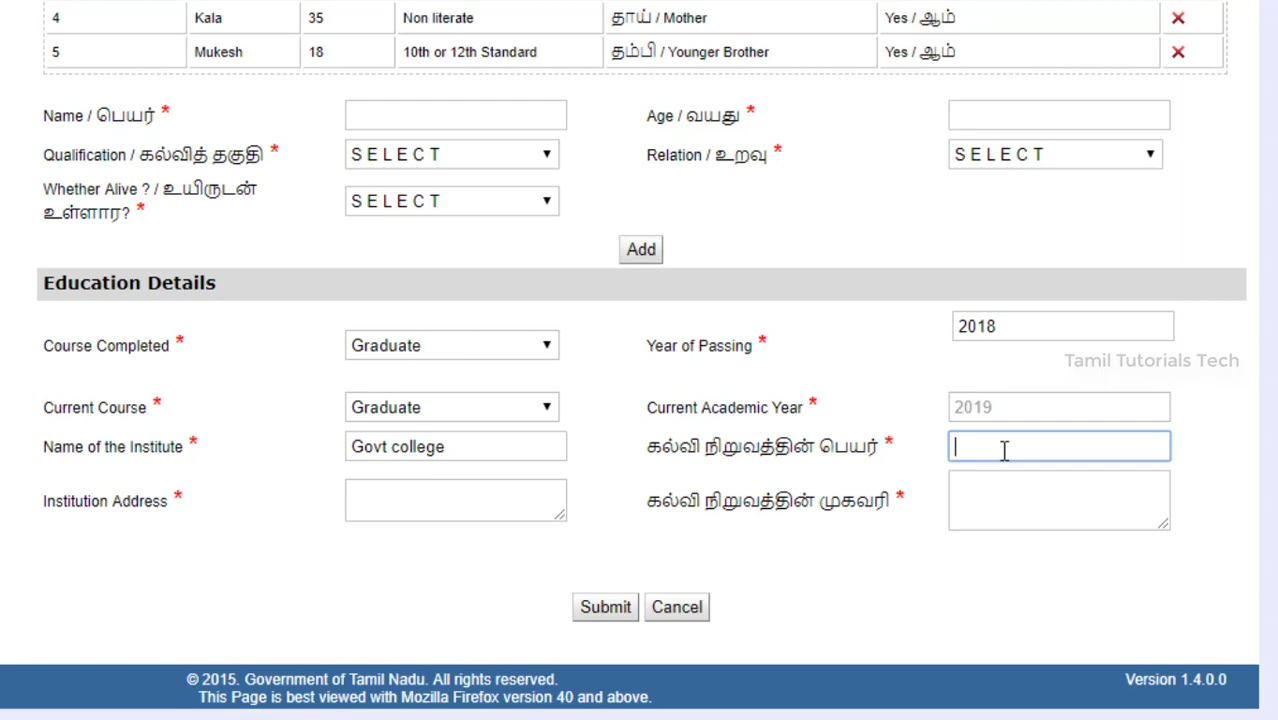 4 Kala 35 Non literate தாய் / Mother Yes / ஆம்
5 Mukesh 18 10th or 12th Standard தம்பி / Younger Brother Yes / ஆம்
Name / பெயர் * Age / வயது *
Qualification / கல்வித் தகுதி * S E L E C T Relation / உறவு * S E L E C T
Whether Alive ? / உயிருடன்
உள்ளார? * S E L E C T
Add
Education Details
Course Completed * Graduate Year of Passing * 2018
Tamil Tutorials Tech
Current Course * Graduate Current Academic Year * 2019
Name of the Institute * Govt college கல்வி நிறுவத்தின் பெயர் *
Institution Address * கல்வி நிறுவத்தின் முகவரி *
Submit Cancel
© 2015. Government of Tamil Nadu. All rights reserved. Version 1.4.0.0
This Page is best viewed with Mozilla Firefox version 40 and above.